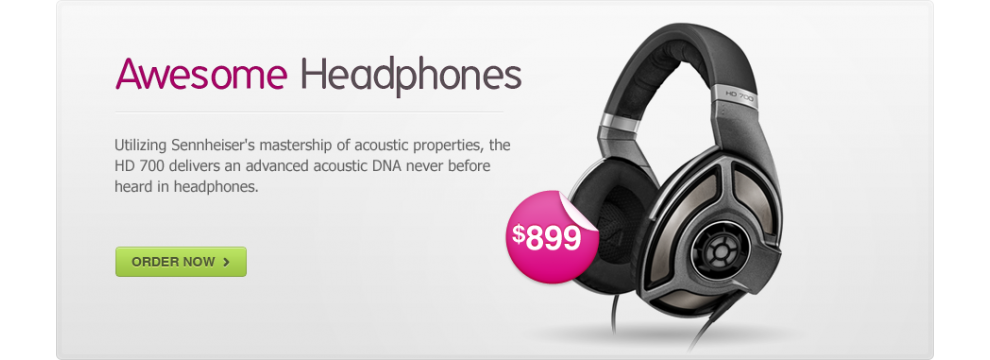 Awesome Headphones
Utilizing Sennheiser's mastership of acoustic properties, the
HD 700 delivers an advanced acoustic DNA never before
heard in headphones.
HD 700
$899
ORDER NOW